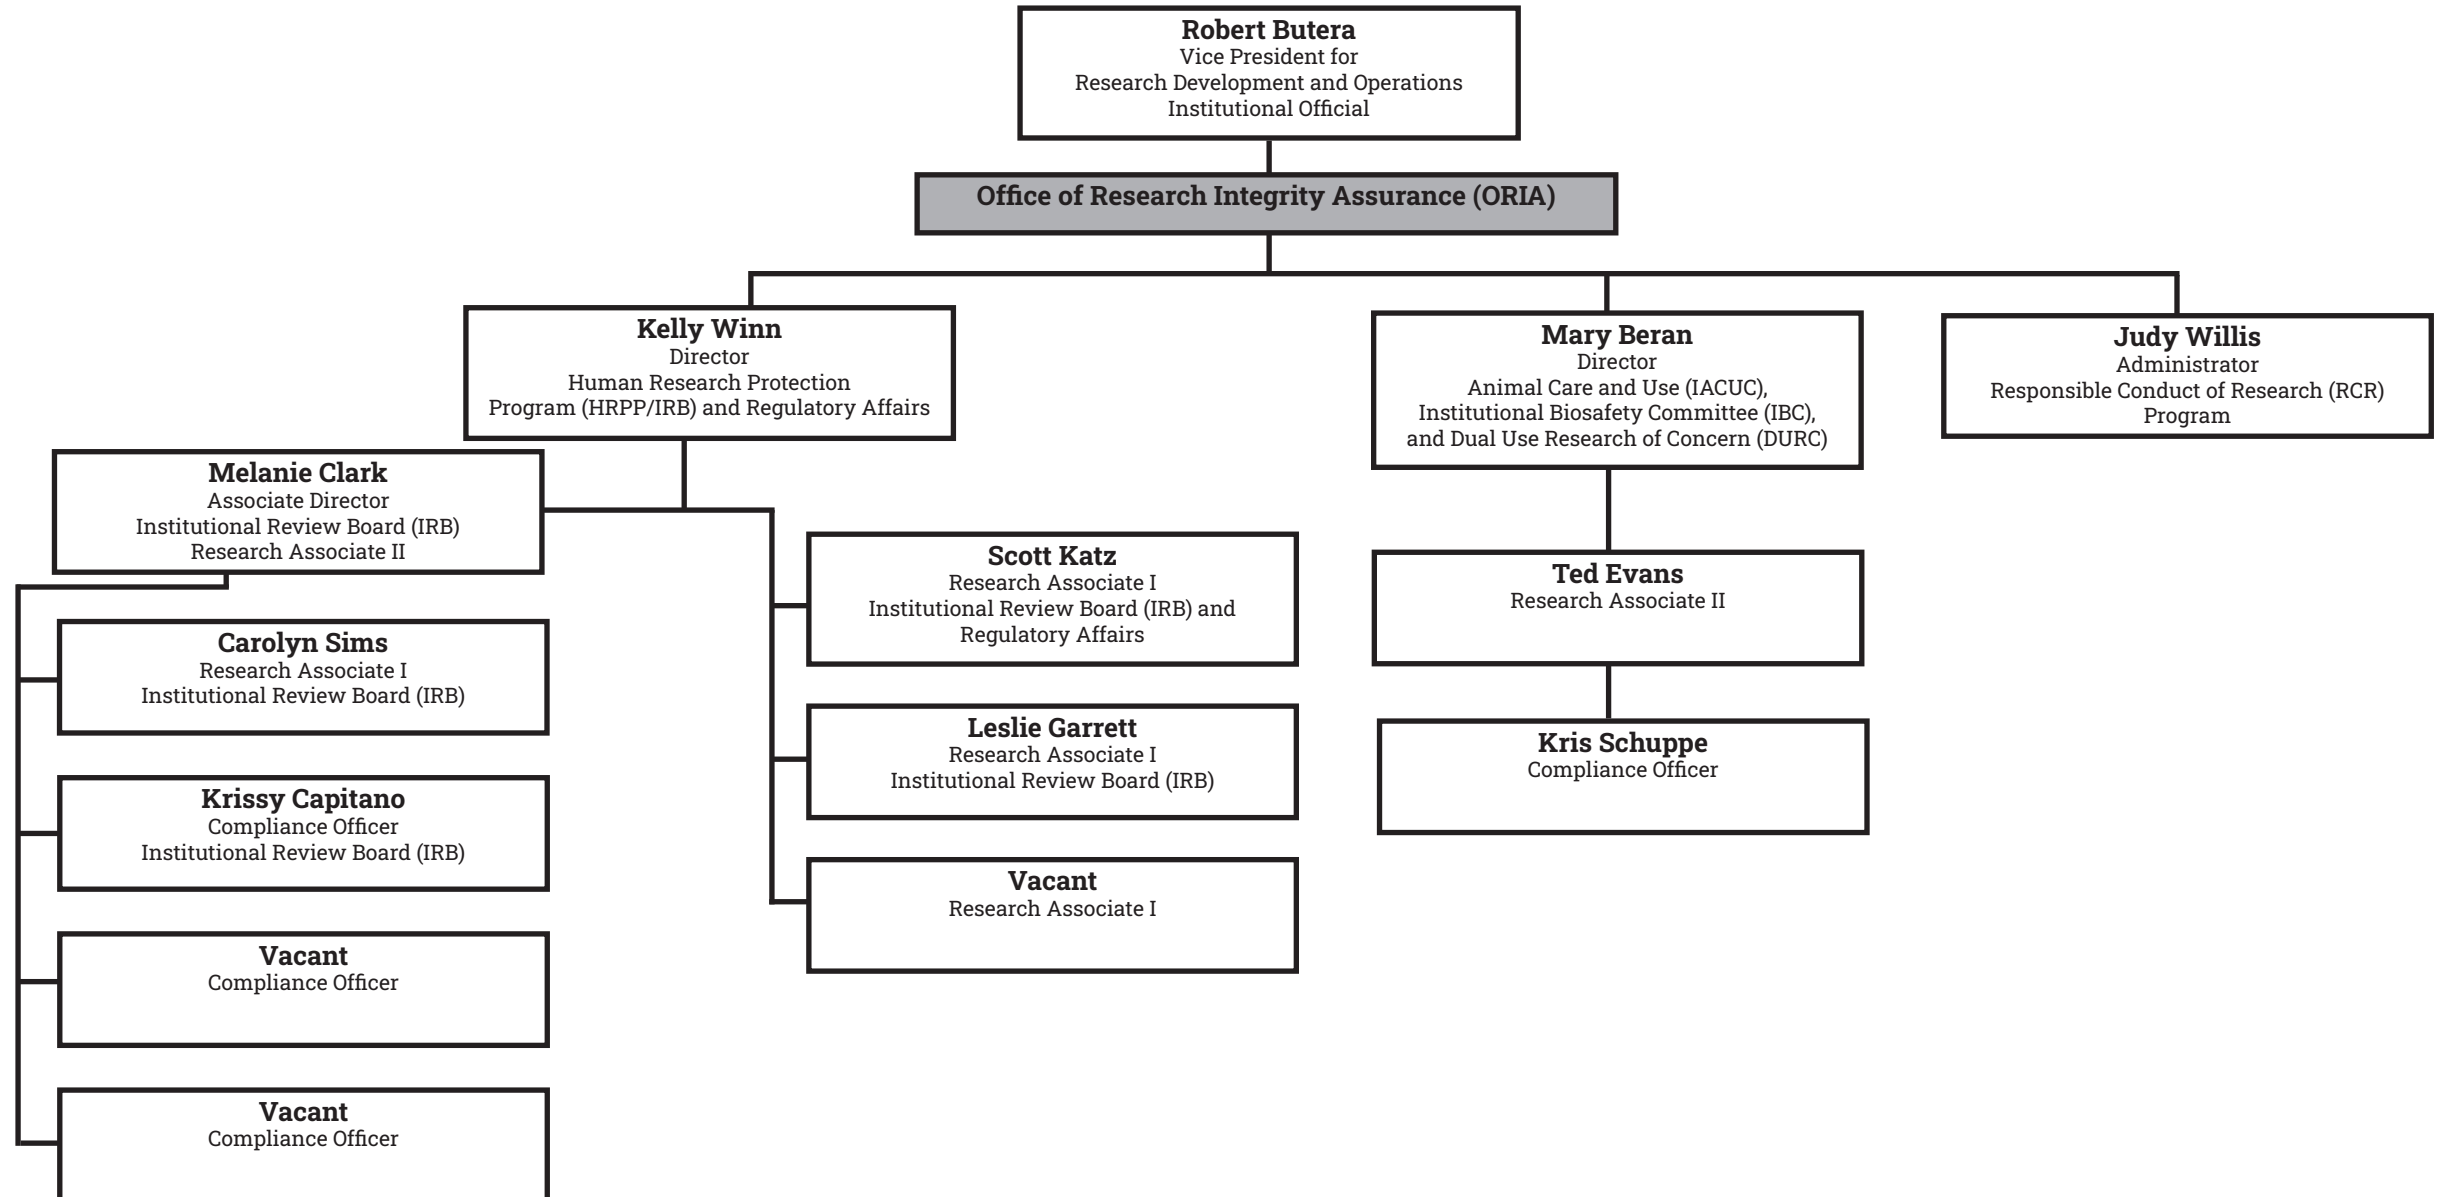 Robert Butera
Vice President for
Research Development and Operations
Institutional Official
Office of Research Integrity Assurance (ORIA)
Kelly Winn
Director
Human Research Protection
Program (HRPP/IRB) and Regulatory Affairs
Mary Beran
Director
Animal Care and Use (IACUC),
Institutional Biosafety Committee (IBC),
and Dual Use Research of Concern (DURC)
Judy Willis
Administrator
Responsible Conduct of Research (RCR)
Program
Melanie Clark
Associate Director
Institutional Review Board (IRB)
Research Associate II
Carolyn Sims
Research Associate I
Institutional Review Board (IRB)
Krissy Capitano
Compliance Officer
Institutional Review Board (IRB)
Vacant
Compliance Officer
Vacant
Compliance Officer
Scott Katz
Research Associate I
Institutional Review Board (IRB) and
Regulatory Affairs
Leslie Garrett
Research Associate I
Institutional Review Board (IRB)
Vacant
Research Associate I
Ted Evans
Research Associate II
Kris Schuppe
Compliance Officer